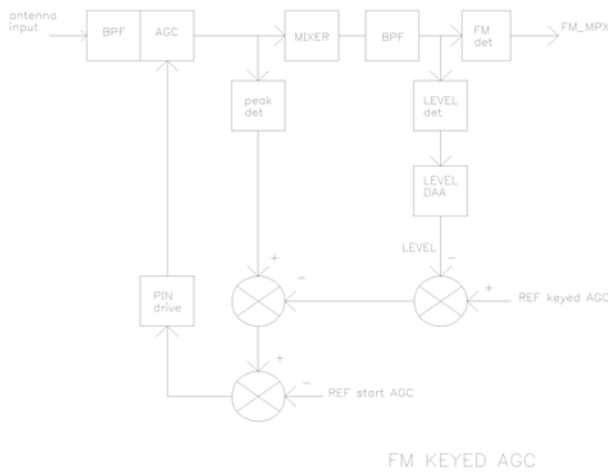 antenna
input
BPF
AGC
MIXER
BPF
FM
det
FM_MPX
peak
det
LEVEL
det
LEVEL
DAA
LEVEL
−
+
−
+
REF keyed AGC
PIN
drive
+
−
REF start AGC
FM KEYED AGC